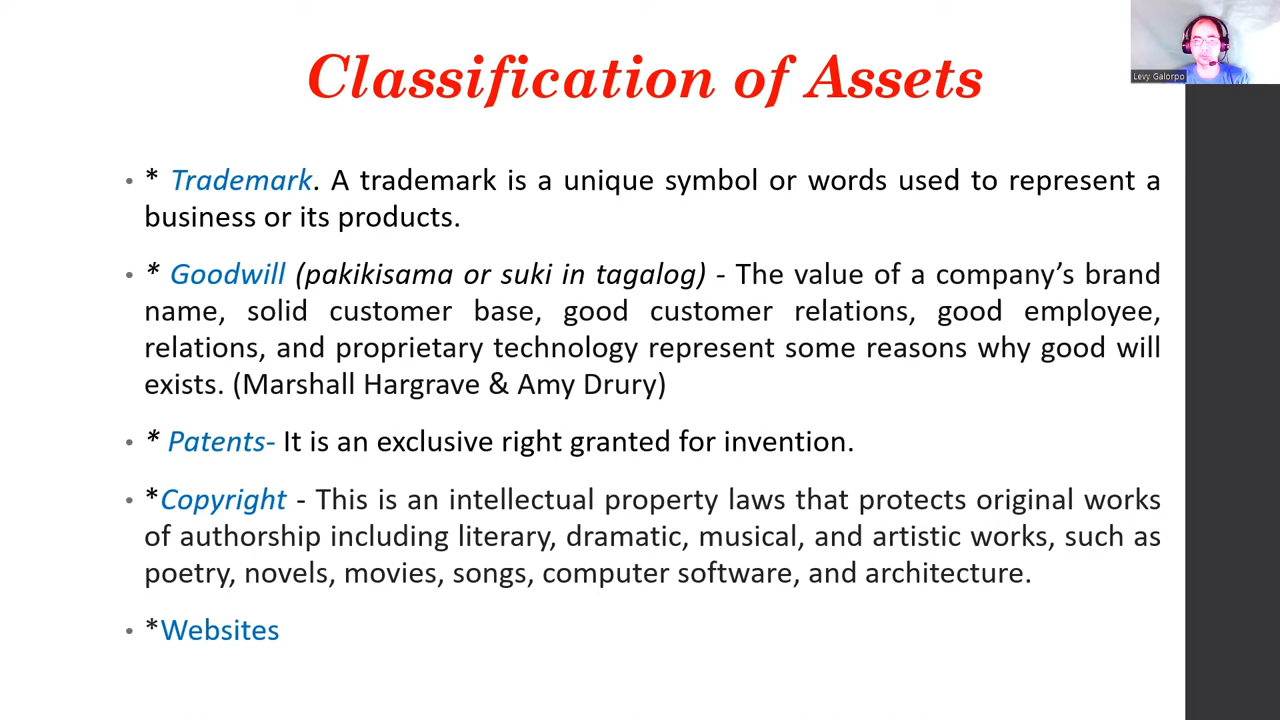 Classification of Assets
Levy Galorpo
• * Trademark. A trademark is a unique symbol or words used to represent a
business or its products.
• * Goodwill (pakikisama or suki in tagalog) - The value of a company’s brand
name, solid customer base, good customer relations, good employee,
relations, and proprietary technology represent some reasons why good will
exists. (Marshall Hargrave & Amy Drury)
• * Patents- It is an exclusive right granted for invention.
• *Copyright - This is an intellectual property laws that protects original works
of authorship including literary, dramatic, musical, and artistic works, such as
poetry, novels, movies, songs, computer software, and architecture.
• *Websites